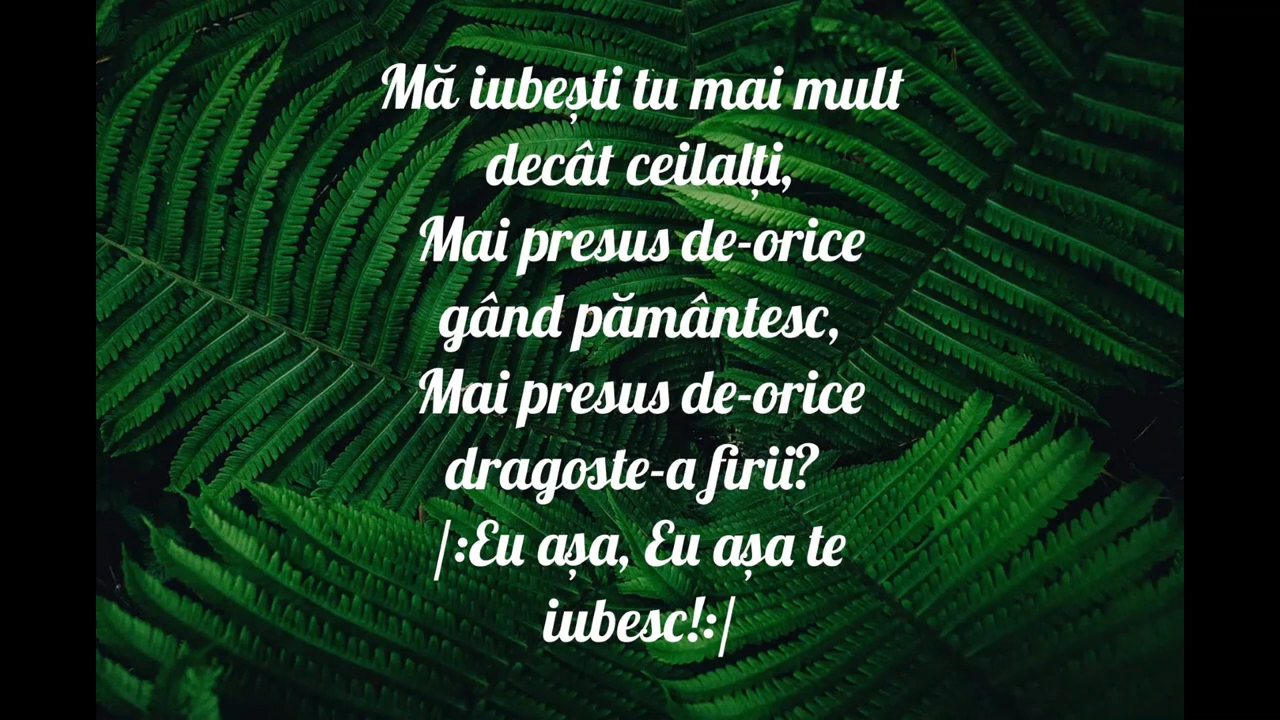 Mă iubești tu mai mult
decât ceilalți,
Mai presus de-orice
gând pământesc,
Mai presus de-orice
dragoste-a firii?
/:Eu așa, Eu așa te
iubesc!:/